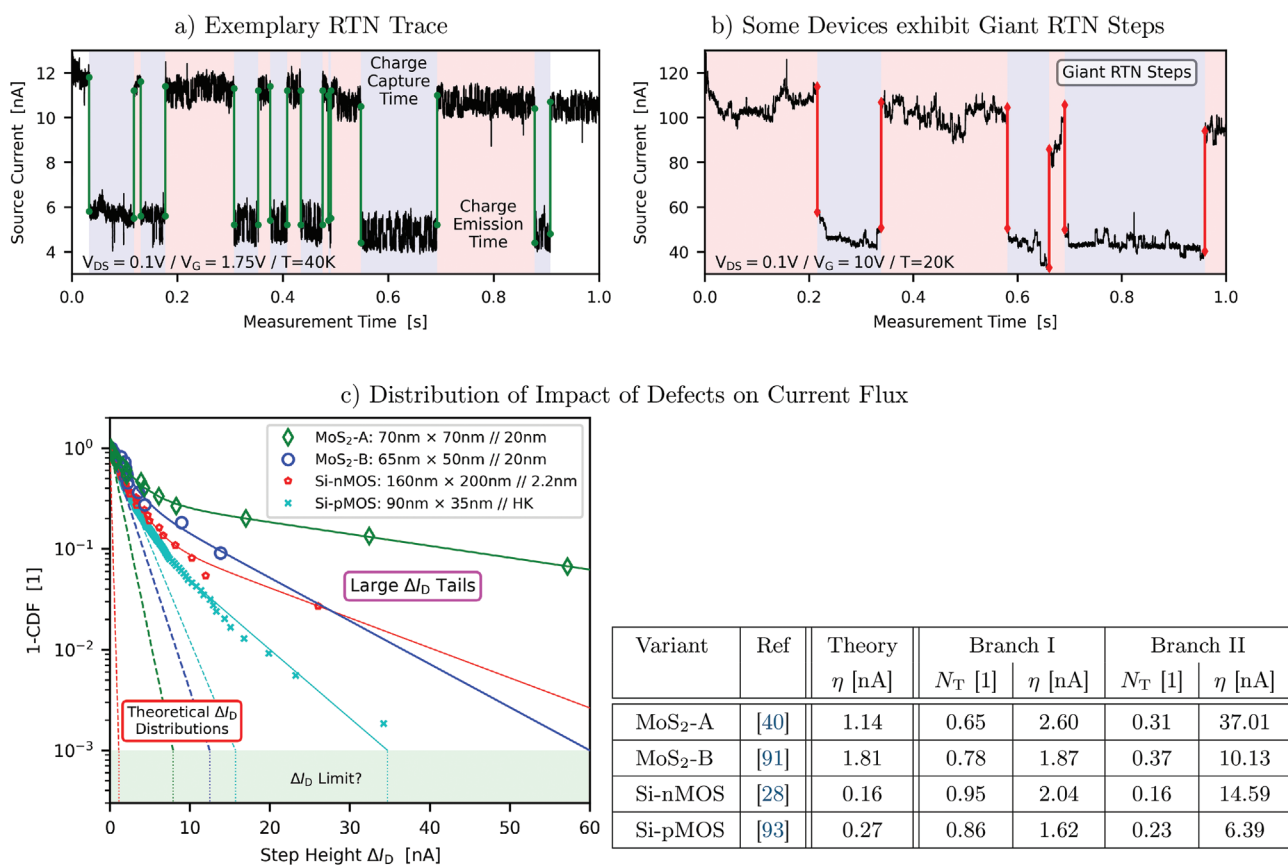 a) Exemplary RTN Trace
Source Current [nA]
12
10
8
6
4
Charge
Capture
Time
Charge
Emission
Time
V_DS = 0.1V / V_G = 1.75V / T=40K
0.0 0.2 0.4 0.6 0.8 1.0
Measurement Time [s]
b) Some Devices exhibit Giant RTN Steps
Source Current [nA]
120
100
80
60
40
Giant RTN Steps
V_DS = 0.1V / V_G = 10V / T=20K
0.0 0.2 0.4 0.6 0.8 1.0
Measurement Time [s]
c) Distribution of Impact of Defects on Current Flux
1-CDF [1]
10⁰
10⁻¹
10⁻²
10⁻³
MoS₂-A: 70nm × 70nm // 20nm
MoS₂-B: 65nm × 50nm // 20nm
Si-nMOS: 160nm × 200nm // 2.2nm
Si-pMOS: 90nm × 35nm // HK
Large ΔI_D Tails
Theoretical ΔI_D
Distributions
ΔI_D Limit?
0 10 20 30 40 50 60
Step Height ΔI_D [nA]
Variant Ref Theory Branch I Branch II
η [nA] N_T [1] η [nA] N_T [1] η [nA]
MoS₂-A [40] 1.14 0.65 2.60 0.31 37.01
MoS₂-B [91] 1.81 0.78 1.87 0.37 10.13
Si-nMOS [28] 0.16 0.95 2.04 0.16 14.59
Si-pMOS [93] 0.27 0.86 1.62 0.23 6.39